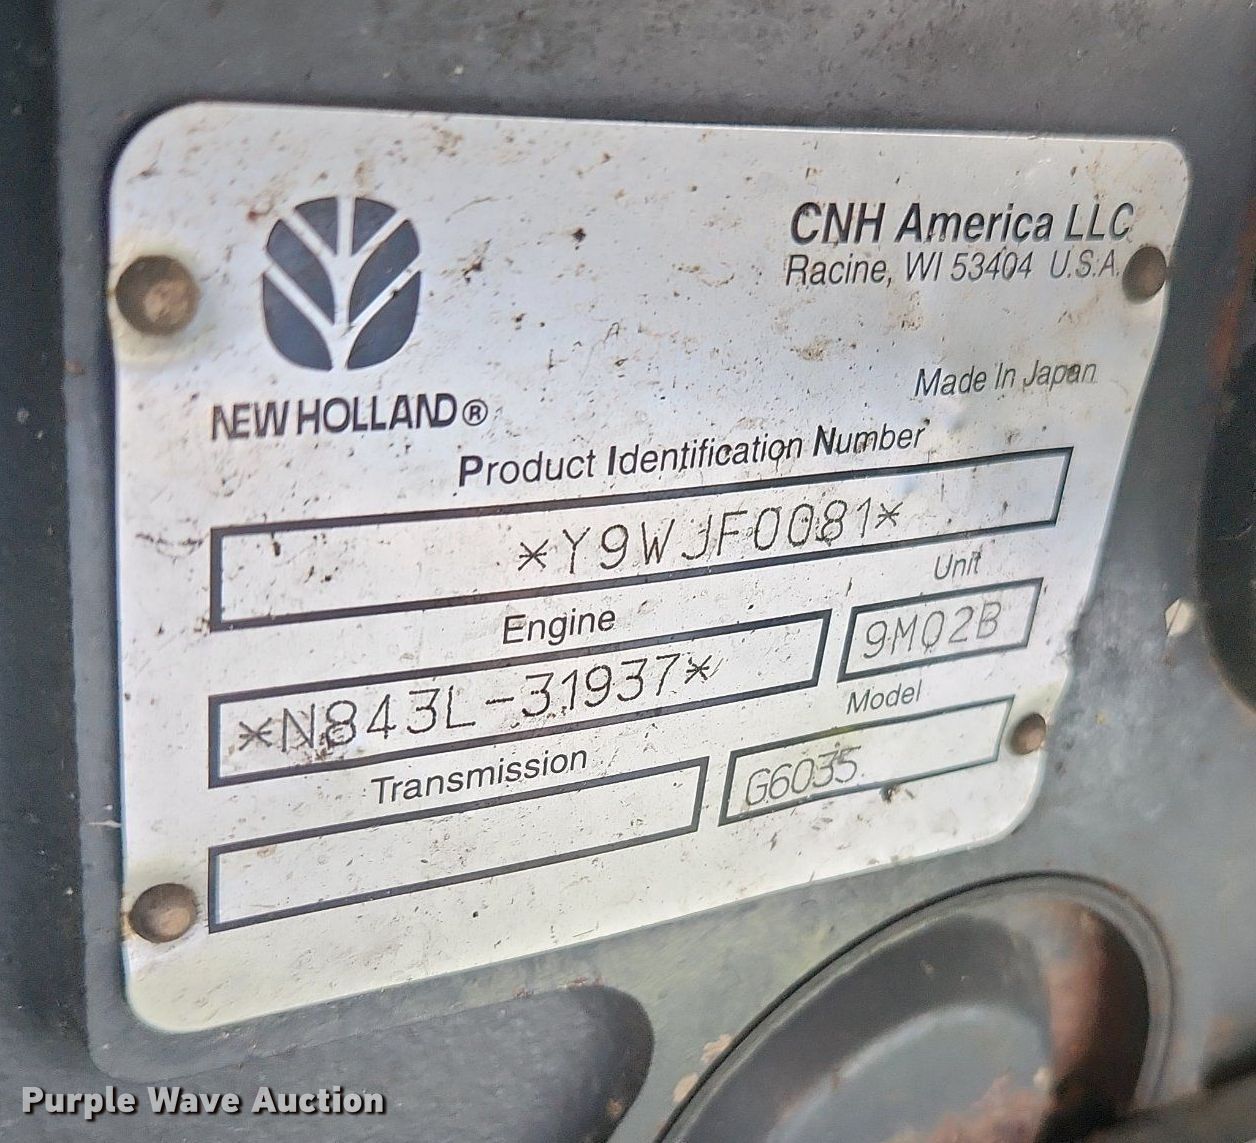 CNH America LLC
Racine, WI 53404 U.S.A.
Made In Japan
NEW HOLLAND®
Product Identification Number
*Y9WJF0081*
Engine
Unit
*N843L-31937*
9M02B
Transmission
Model
G6035
Purple Wave Auction